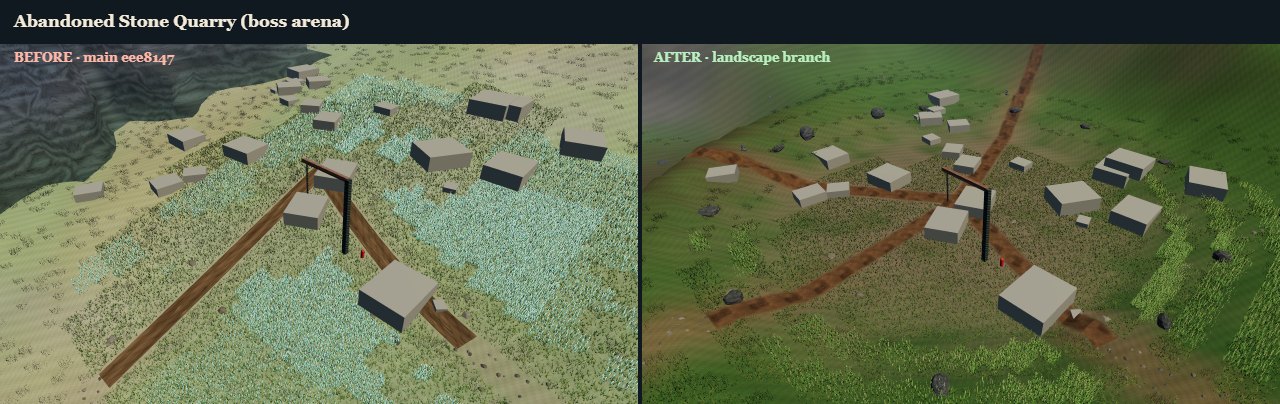 Abandoned Stone Quarry (boss arena)
BEFORE · main eee8147
AFTER · landscape branch